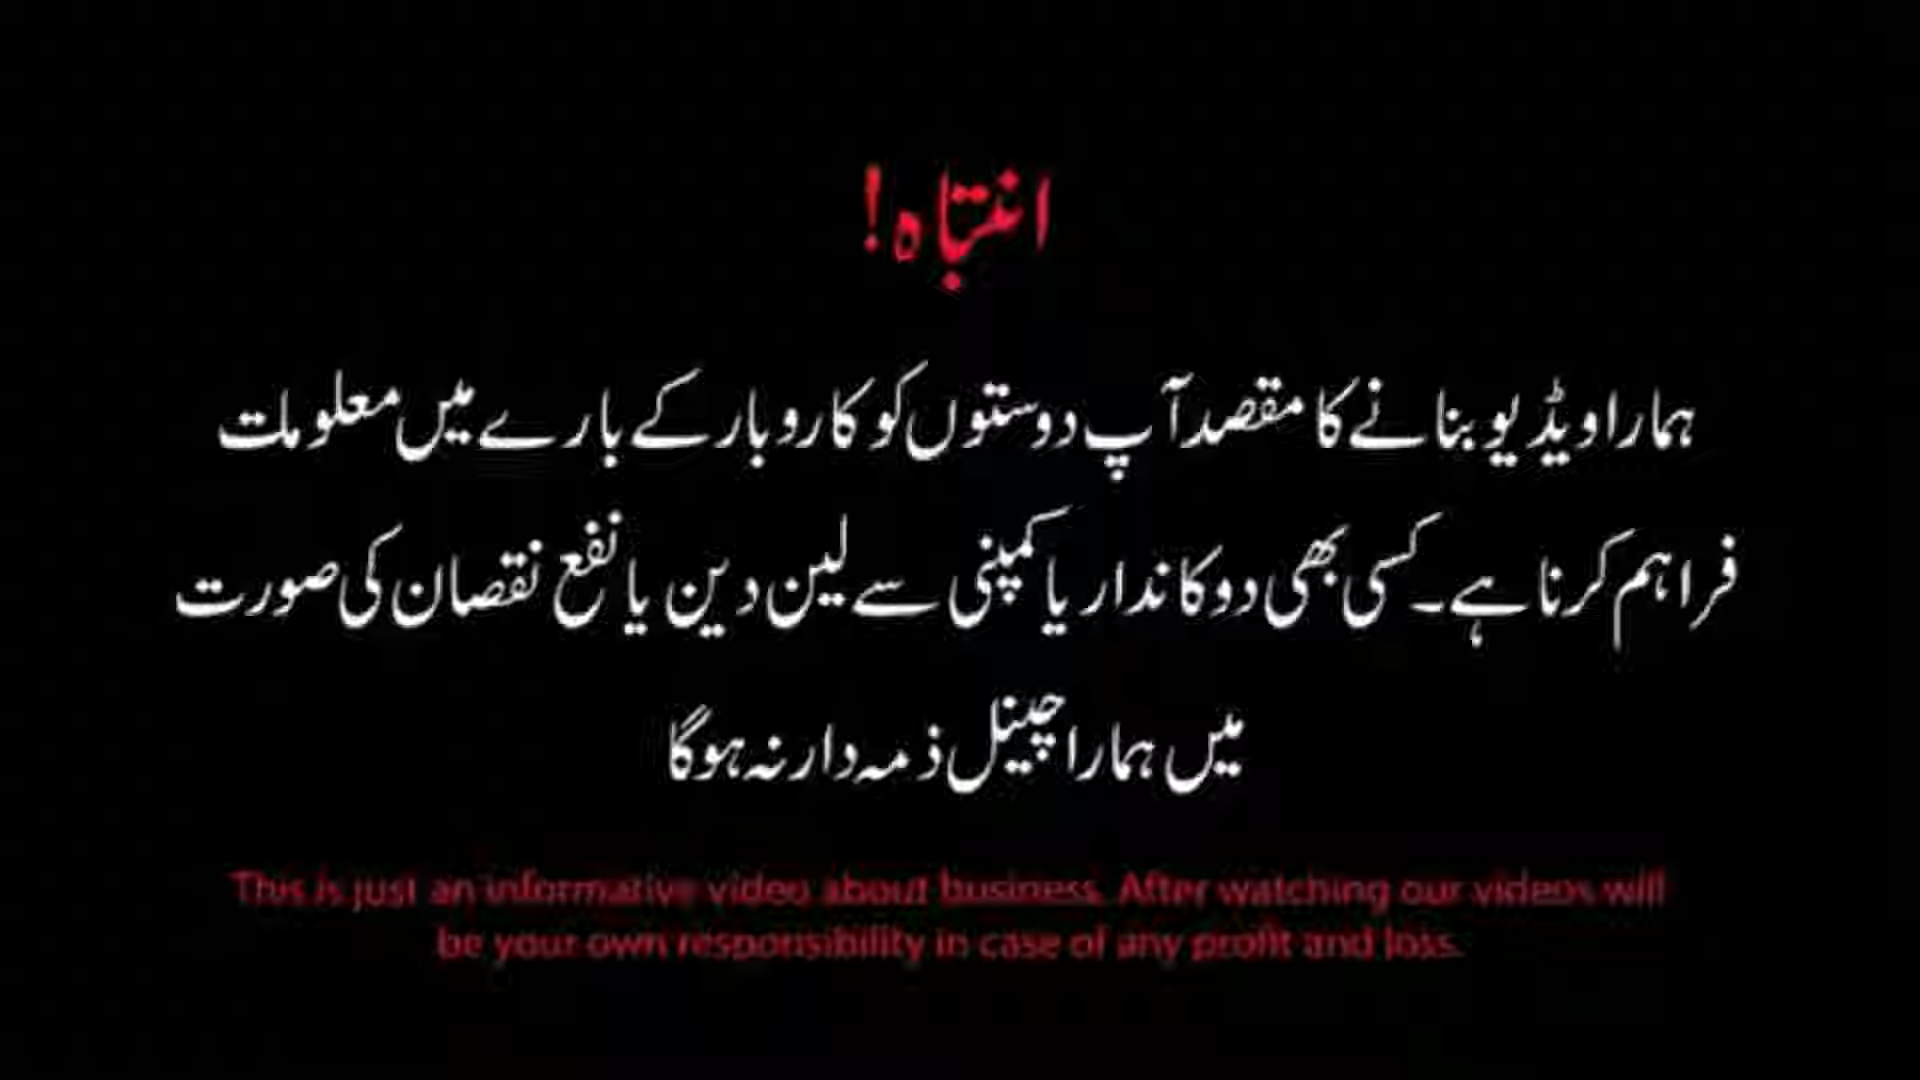 انتباہ!
ہمارا ویڈیو بنانے کا مقصد آپ دوستوں کو کاروبار کے بارے میں معلومات
فراہم کرنا ہے۔ کسی بھی دوکاندار یا کمپنی سے لین دین یا نفع نقصان کی صورت
میں ہمارا چینل ذمہ دار نہ ہوگا
This is just an informative video about business. After watching our videos will
be your own responsibility in case of any profit and loss.